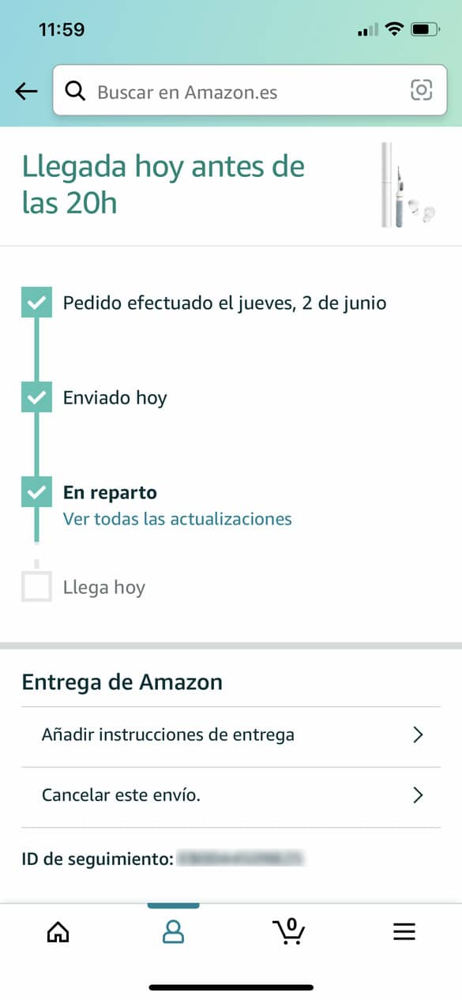 11:59
Buscar en Amazon.es
Llegada hoy antes de
las 20h
Pedido efectuado el jueves, 2 de junio
Enviado hoy
En reparto
Ver todas las actualizaciones
Llega hoy
Entrega de Amazon
Añadir instrucciones de entrega
Cancelar este envío.
ID de seguimiento:
0